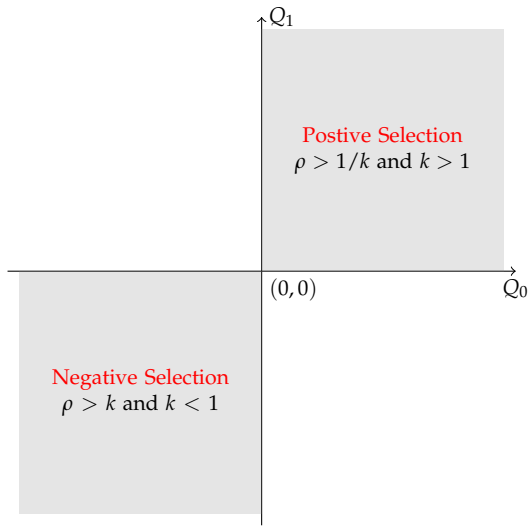 Q₁
Postive Selection
ρ > 1/k and k > 1
(0, 0)
Q₀
Negative Selection
ρ > k and k < 1